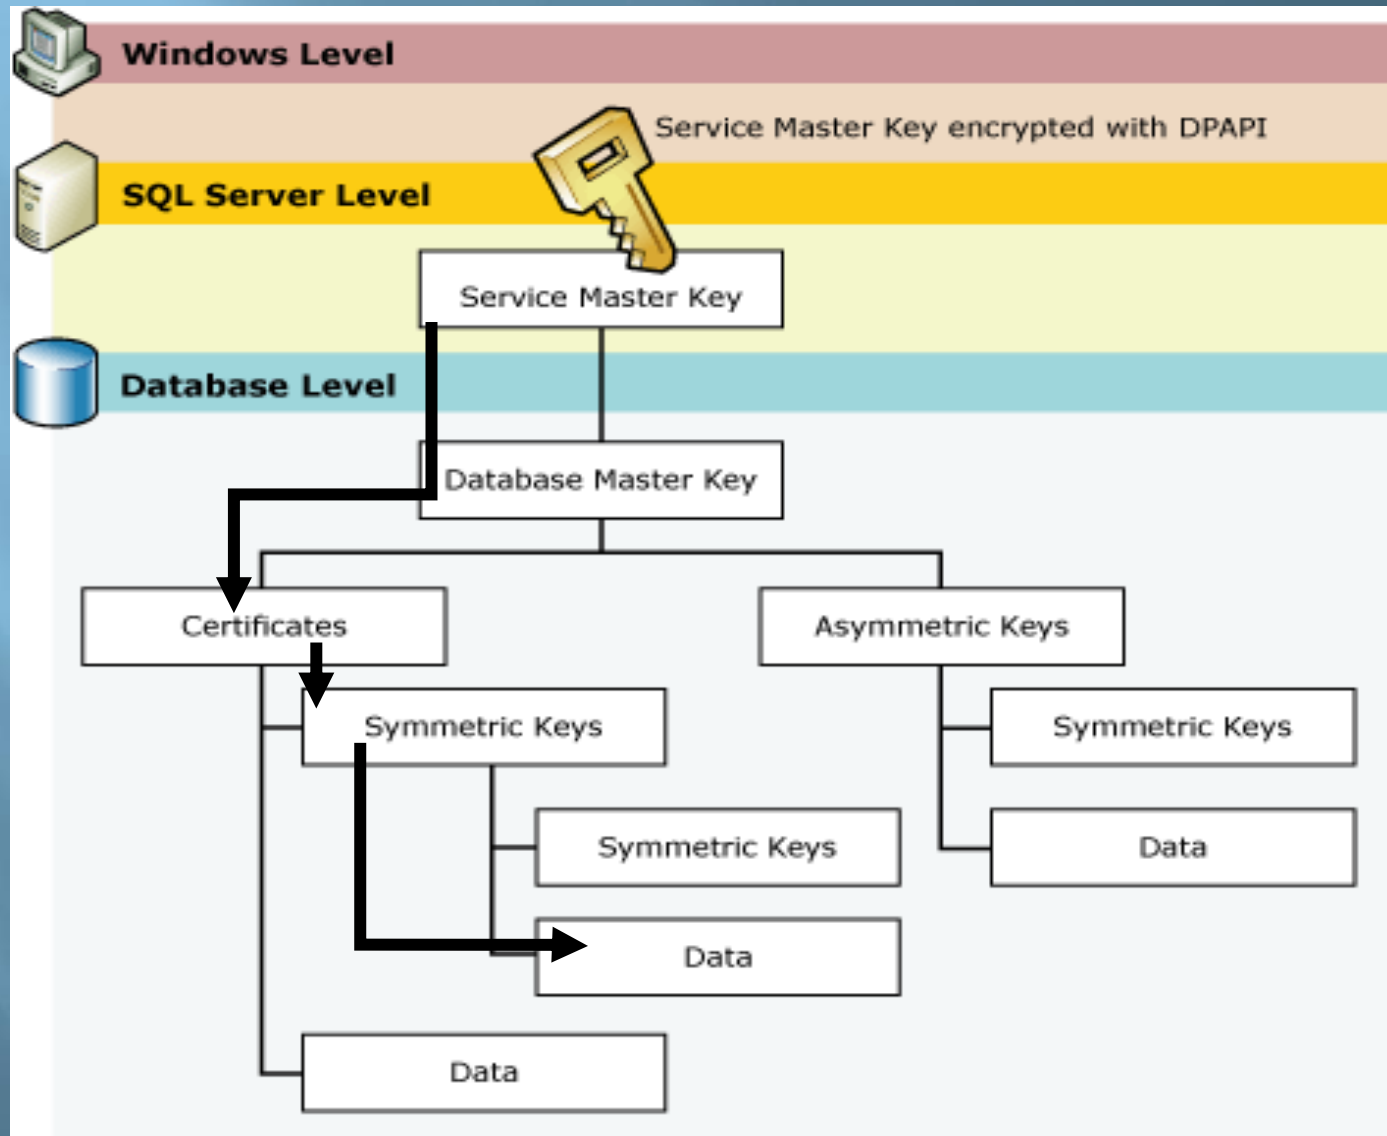 Windows Level
Service Master Key encrypted with DPAPI
SQL Server Level
Service Master Key
Database Level
Database Master Key
Certificates
Asymmetric Keys
Symmetric Keys
Symmetric Keys
Symmetric Keys
Data
Data
Data